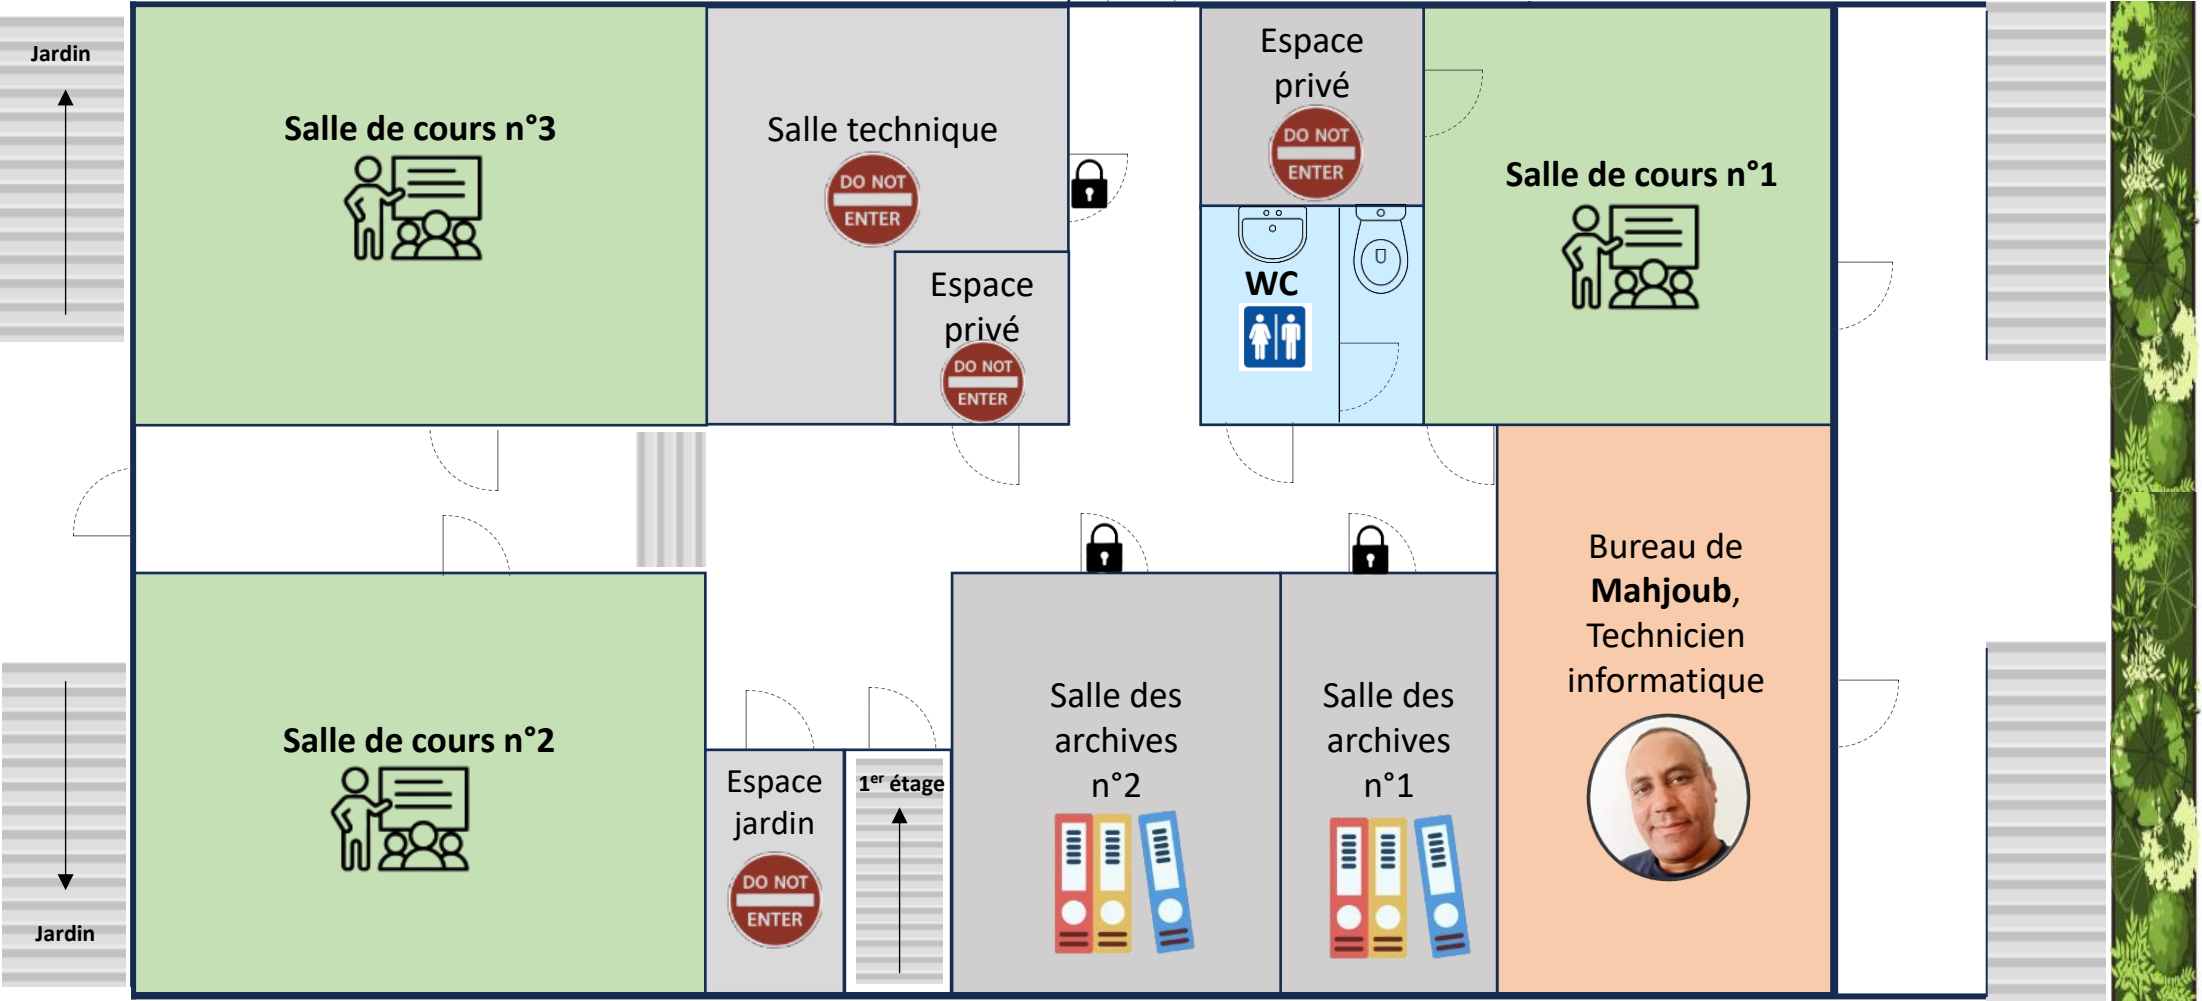 Jardin
Salle de cours n°3
Salle technique
DO NOT
ENTER
Espace
privé
DO NOT
ENTER
Espace
privé
DO NOT
ENTER
WC
Salle de cours n°1
Bureau de
Mahjoub,
Technicien
informatique
Salle de cours n°2
Jardin
Espace
jardin
DO NOT
ENTER
1er étage
Salle des
archives
n°2
Salle des
archives
n°1